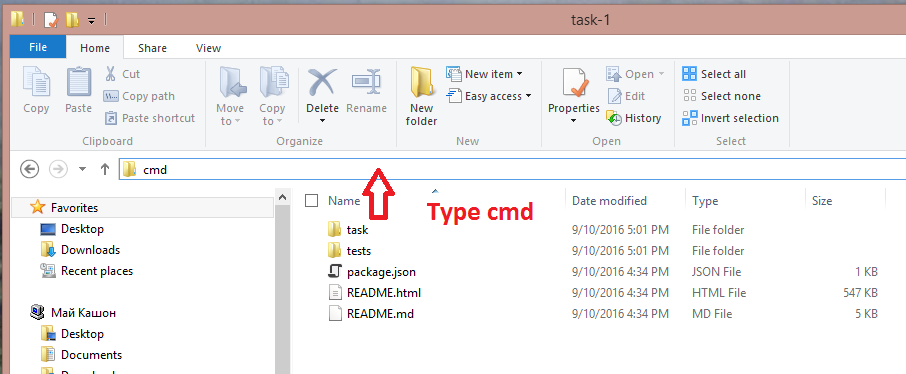 task-1
File Home Share View
Copy Paste Cut Copy path Paste shortcut Move to Copy to Delete Rename New folder New item Easy access Properties Open Edit History Select all Select none Invert selection
Clipboard Organize New Open Select
cmd
Type cmd
Favorites
Desktop
Downloads
Recent places
Май Кашон
Desktop
Documents
Name Date modified Type Size
task 9/10/2016 5:01 PM File folder
tests 9/10/2016 5:01 PM File folder
package.json 9/10/2016 4:34 PM JSON File 1 KB
README.html 9/10/2016 4:34 PM HTML File 547 KB
README.md 9/10/2016 4:34 PM MD File 5 KB